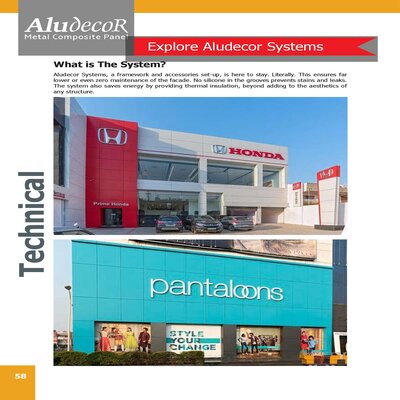 AludecoR
Metal Composite Panel
Explore Aludecor Systems
What is The System?
Aludecor Systems, a framework and accessories set-up, is here to stay. Literally. This ensures far
lower or even zero maintenance of the facade. No silicone in the grooves prevents stains and leaks.
The system also saves energy by providing thermal insulation, beyond adding to the aesthetics of
any structure.
HONDA
Prime Honda
Technical
pantaloons
STYLE
YOUR
CHANGE
58